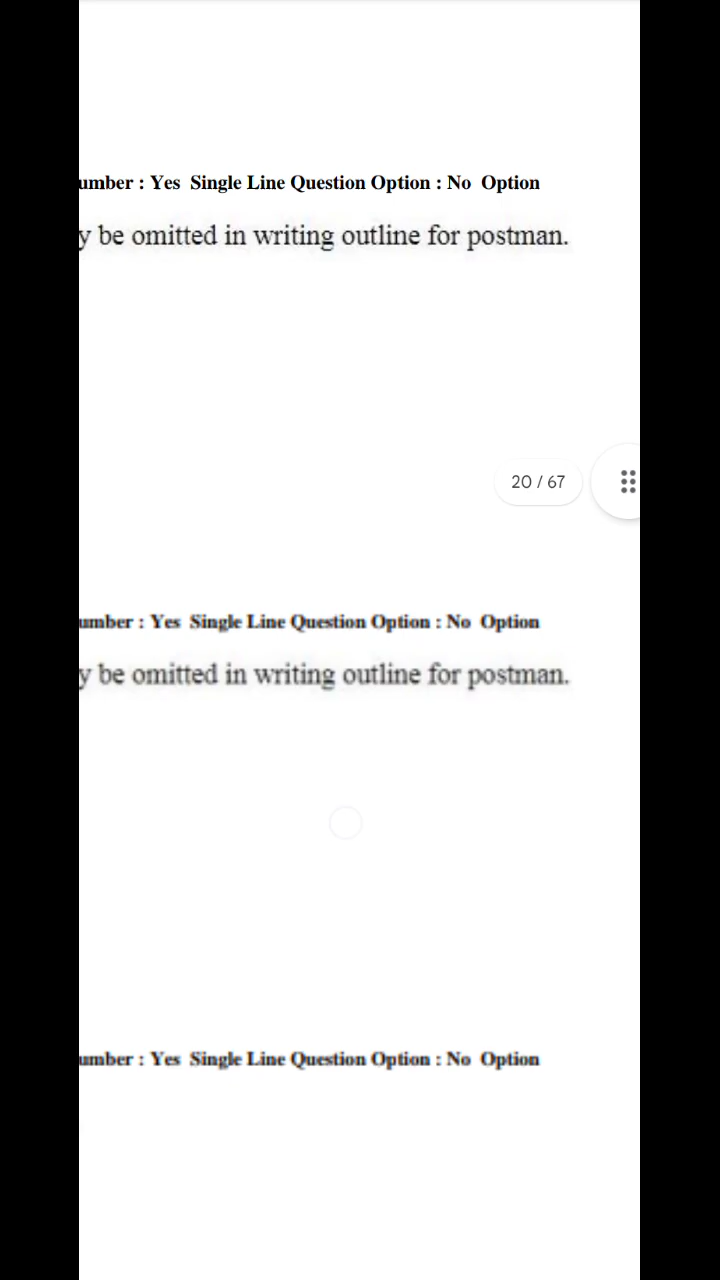 umber : Yes Single Line Question Option : No Option
y be omitted in writing outline for postman.
20 / 67
umber : Yes Single Line Question Option : No Option
y be omitted in writing outline for postman.
umber : Yes Single Line Question Option : No Option